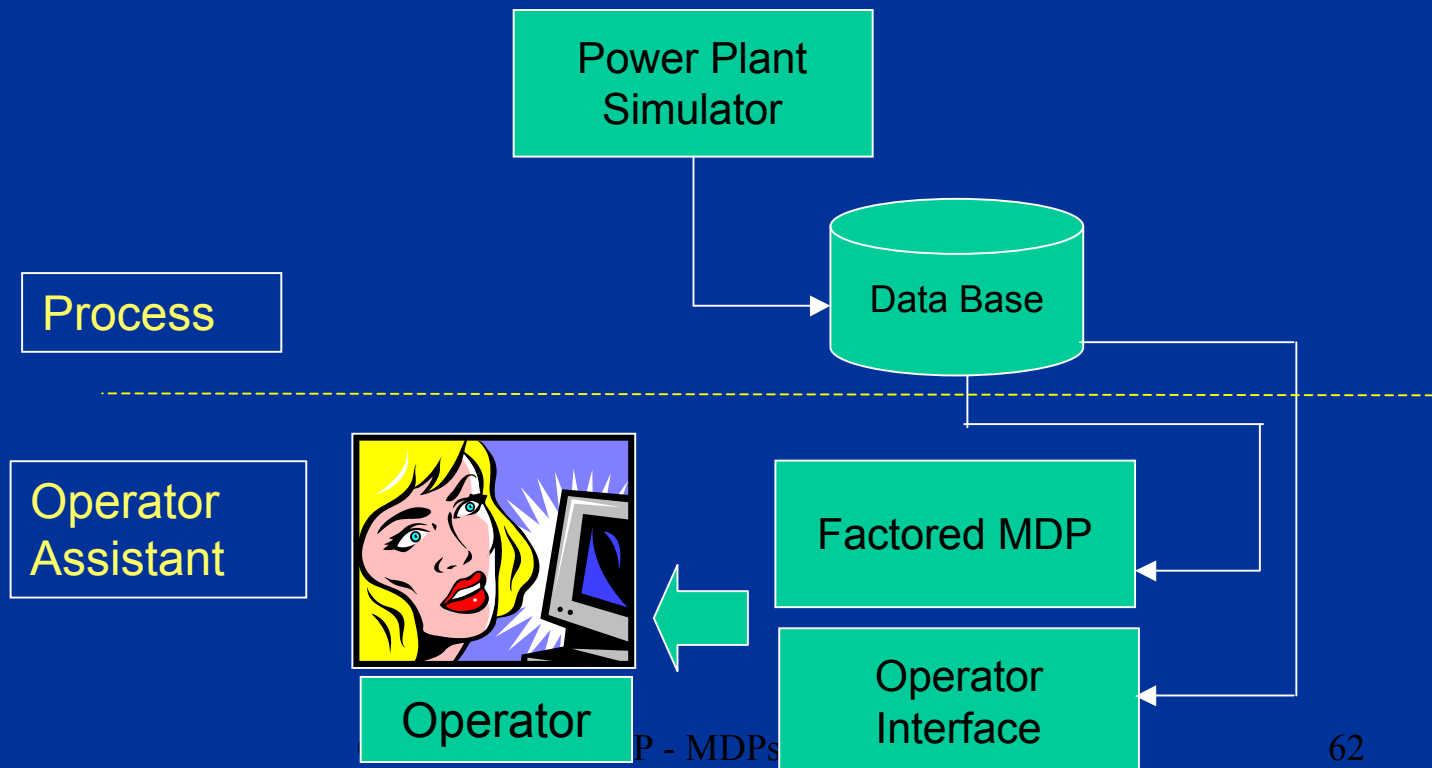 Power Plant
Simulator
Data Base
Process
Operator
Assistant
Factored MDP
Operator
Interface
Operator
P - MDPs
62